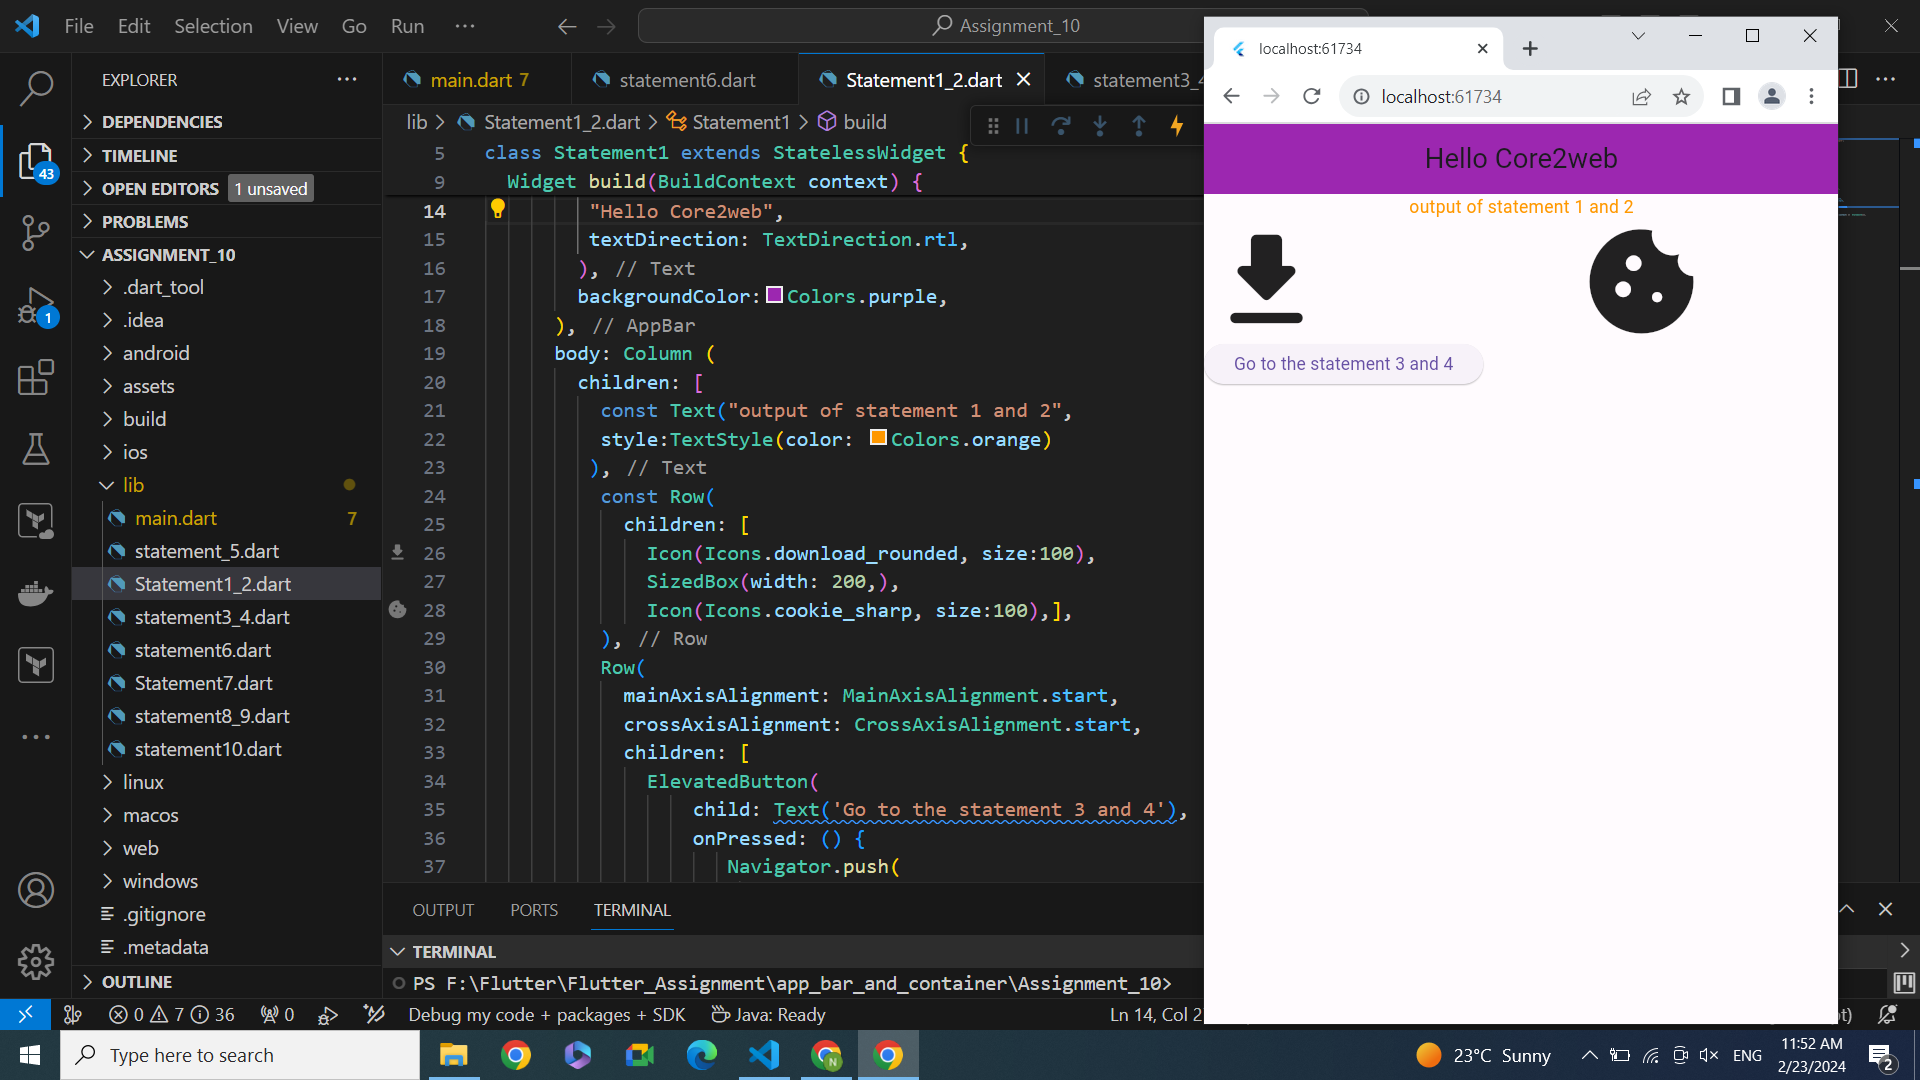 File Edit Selection View Go Run ··· Assignment_10
EXPLORER
DEPENDENCIES
TIMELINE
OPEN EDITORS 1 unsaved
PROBLEMS
ASSIGNMENT_10
.dart_tool
.idea
android
assets
build
ios
lib
main.dart 7
statement_5.dart
Statement1_2.dart
statement3_4.dart
statement6.dart
Statement7.dart
statement8_9.dart
statement10.dart
linux
macos
web
windows
.gitignore
.metadata
OUTLINE
43
1
main.dart 7 statement6.dart Statement1_2.dart statement3_4
lib > Statement1_2.dart > Statement1 > build
5 class Statement1 extends StatelessWidget {
9 Widget build(BuildContext context) {
14 "Hello Core2web",
15 textDirection: TextDirection.rtl,
16 ), // Text
17 backgroundColor: Colors.purple,
18 ), // AppBar
19 body: Column (
20 children: [
21 const Text("output of statement 1 and 2",
22 style:TextStyle(color: Colors.orange)
23 ), // Text
24 const Row(
25 children: [
26 Icon(Icons.download_rounded, size:100),
27 SizedBox(width: 200,),
28 Icon(Icons.cookie_sharp, size:100),],
29 ), // Row
30 Row(
31 mainAxisAlignment: MainAxisAlignment.start,
32 crossAxisAlignment: CrossAxisAlignment.start,
33 children: [
34 ElevatedButton(
35 child: Text('Go to the statement 3 and 4'),
36 onPressed: () {
37 Navigator.push(
OUTPUT PORTS TERMINAL
TERMINAL
PS F:\Flutter\Flutter_Assignment\app_bar_and_container\Assignment_10>
0 7 36 0 Debug my code + packages + SDK Java: Ready Ln 14, Col 2
localhost:61734
localhost:61734
Hello Core2web
output of statement 1 and 2
Go to the statement 3 and 4
Type here to search
23°C Sunny
ENG
11:52 AM
2/23/2024
2